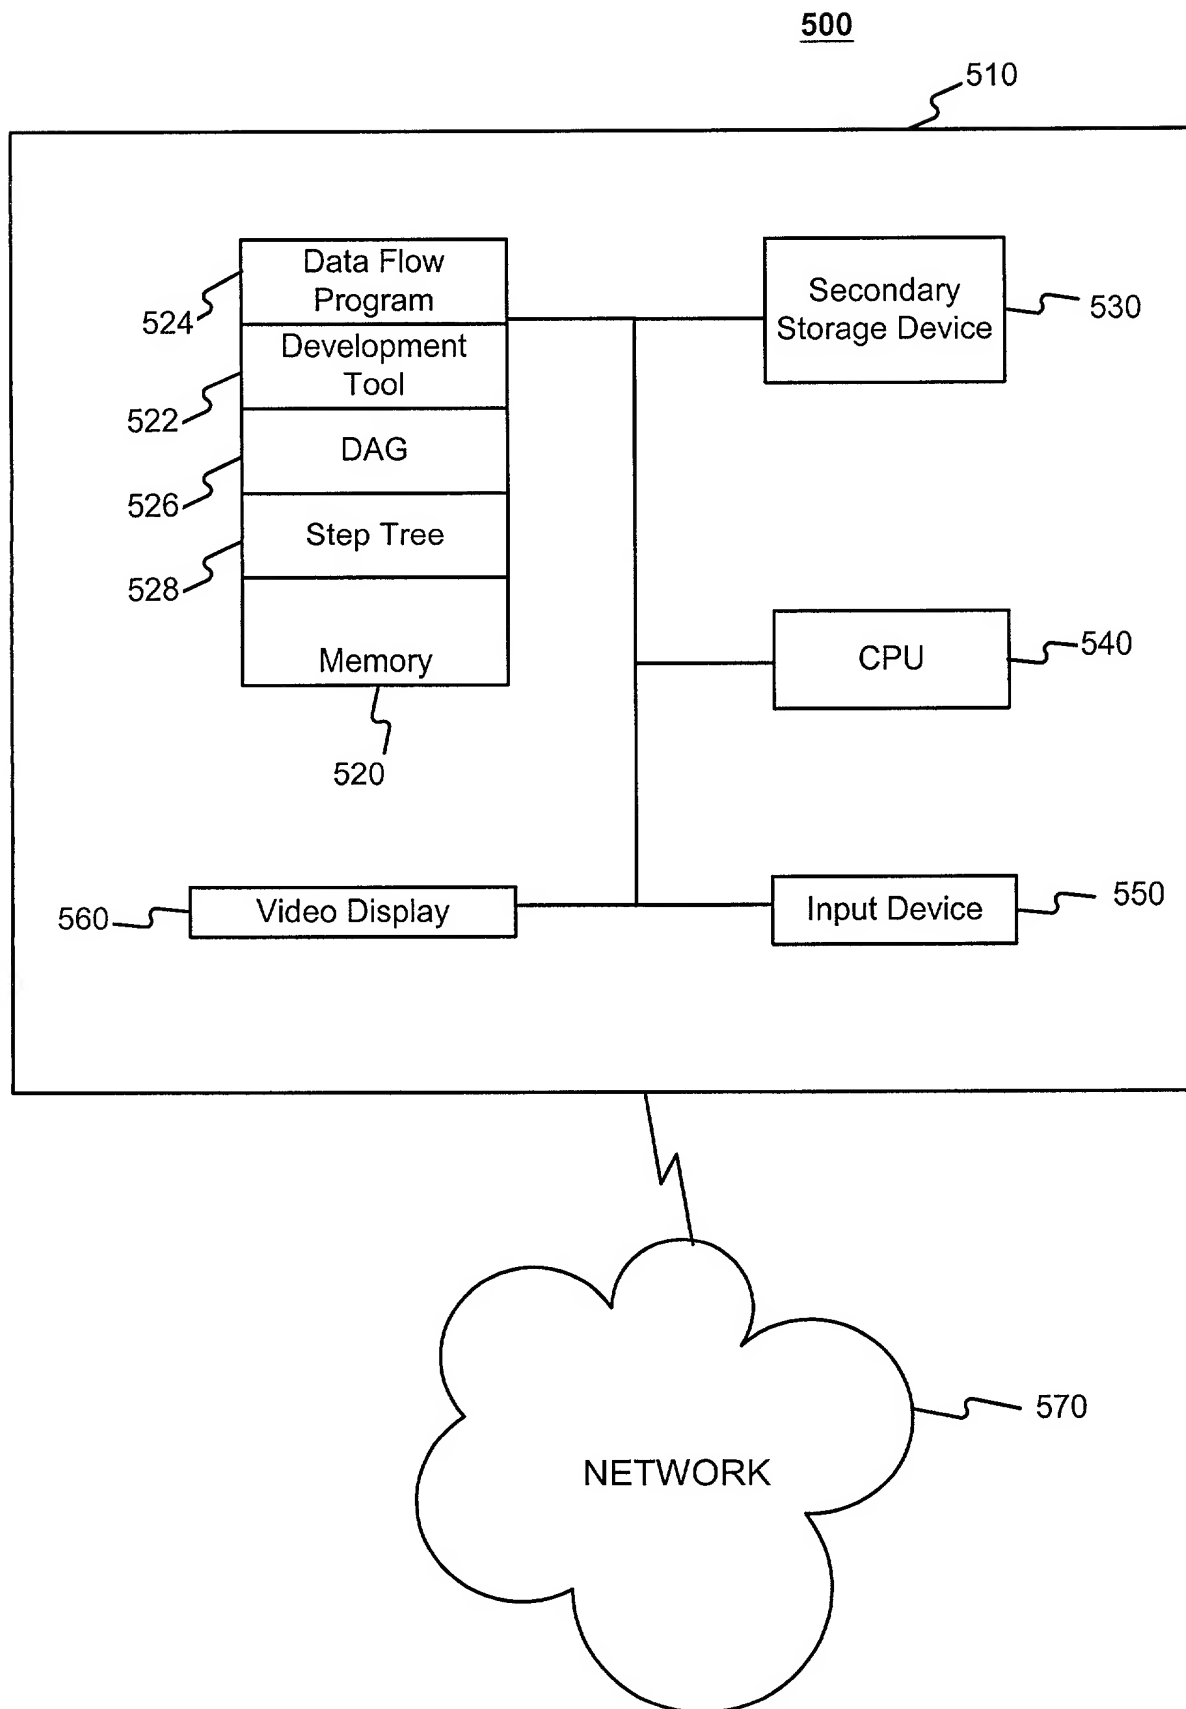 500
510
Data Flow
Program
524
Secondary
Storage Device
530
Development
Tool
522
DAG
526
Step Tree
528
Memory
520
CPU
540
Video Display
560
Input Device
550
NETWORK
570